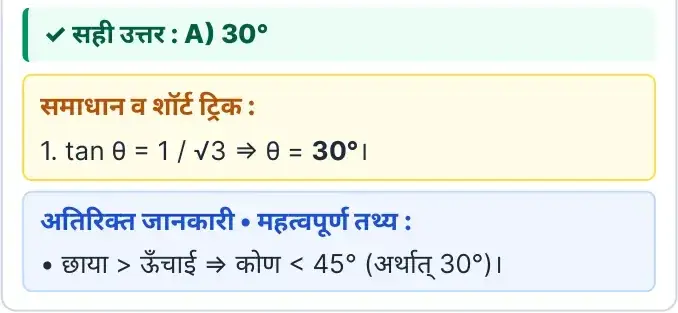 ✓ सही उत्तर : A) 30°
समाधान व शॉर्ट ट्रिक :
1. tan θ = 1 / √3 ⇒ θ = 30°।
अतिरिक्त जानकारी • महत्वपूर्ण तथ्य :
• छाया > ऊँचाई ⇒ कोण < 45° (अर्थात् 30°)।